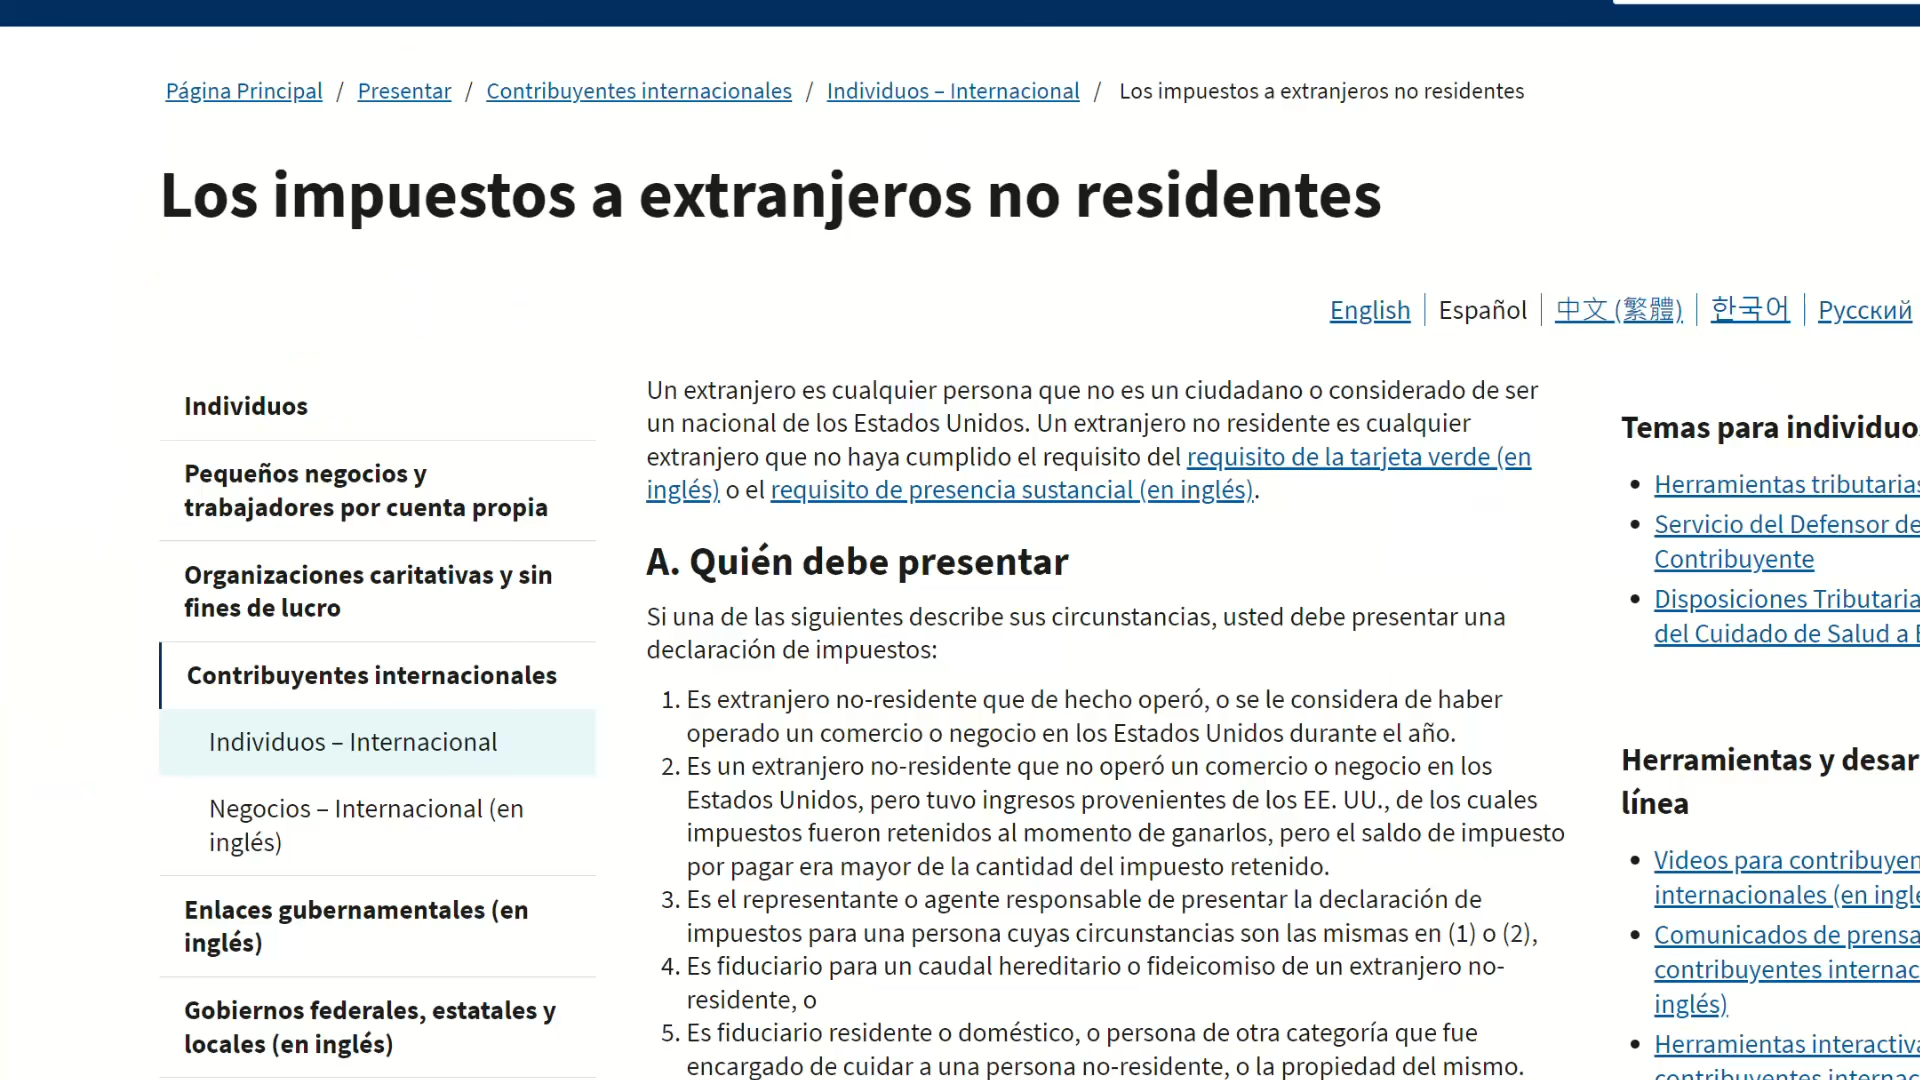 Página Principal / Presentar / Contribuyentes internacionales / Individuos – Internacional / Los impuestos a extranjeros no residentes
Los impuestos a extranjeros no residentes
English | Español | 中文 (繁體) | 한국어 | Русский
Individuos
Pequeños negocios y
trabajadores por cuenta propia
Organizaciones caritativas y sin
fines de lucro
Contribuyentes internacionales
Individuos – Internacional
Negocios – Internacional (en
inglés)
Enlaces gubernamentales (en
inglés)
Gobiernos federales, estatales y
locales (en inglés)
Un extranjero es cualquier persona que no es un ciudadano o considerado de ser
un nacional de los Estados Unidos. Un extranjero no residente es cualquier
extranjero que no haya cumplido el requisito del requisito de la tarjeta verde (en
inglés) o el requisito de presencia sustancial (en inglés).
A. Quién debe presentar
Si una de las siguientes describe sus circunstancias, usted debe presentar una
declaración de impuestos:
1. Es extranjero no-residente que de hecho operó, o se le considera de haber
operado un comercio o negocio en los Estados Unidos durante el año.
2. Es un extranjero no-residente que no operó un comercio o negocio en los
Estados Unidos, pero tuvo ingresos provenientes de los EE. UU., de los cuales
impuestos fueron retenidos al momento de ganarlos, pero el saldo de impuesto
por pagar era mayor de la cantidad del impuesto retenido.
3. Es el representante o agente responsable de presentar la declaración de
impuestos para una persona cuyas circunstancias son las mismas en (1) o (2),
4. Es fiduciario para un caudal hereditario o fideicomiso de un extranjero no-
residente, o
5. Es fiduciario residente o doméstico, o persona de otra categoría que fue
encargado de cuidar a una persona no-residente, o la propiedad del mismo.
Temas para individuo
Herramientas tributarias
Servicio del Defensor de
Contribuyente
Disposiciones Tributaria
del Cuidado de Salud a
Herramientas y desar
línea
Videos para contribuyen
internacionales (en ingl
Comunicados de prensa
contribuyentes internac
inglés)
Herramientas interactiva
contribuyentes internac